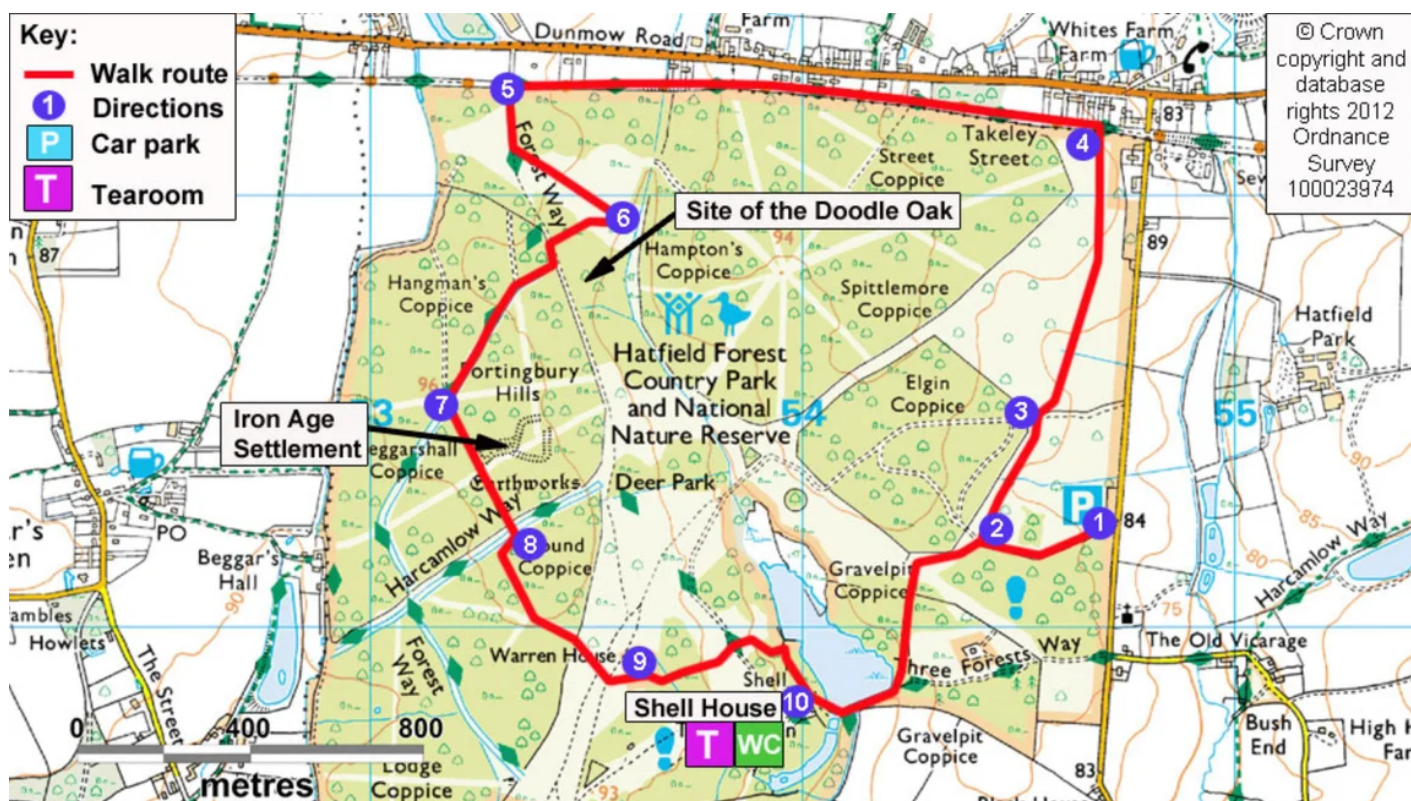 Key:
Walk route
1 Directions
P Car park
T Tearoom
© Crown
copyright and
database
rights 2012
Ordnance
Survey
100023974
Farm
Dunmow Road
Whites Farm
Farm
83
5
4
Takeley
Street
Street
Coppice
Forest Way
6
Site of the Doodle Oak
87
89
94
Hampton's
Coppice
Hangman's
Coppice
Spittlemore
Coppice
Hatfield
Park
Hatfield Forest
Country Park
and National
Nature Reserve
Portingbury
Hills
Elgin
Coppice
96
7
3
54
55
3
Iron Age
Settlement
Beggarshall
Coppice
Earthworks
Deer Park
90
85
80
PO
P
1
84
2
8
Round
Coppice
Harcamlow Way
Harcamlow Way
Beggar's
Hall
90
Gravelpit
Coppice
75
Howlets
The Street
Forest
Way
Warren House
9
Three Forests Way
The Old Vicarage
Shell
10
Shell House
T
WC
0 400 800
metres
Lodge
Coppice
93
Gravelpit
Coppice
Bush
End
High H
Farm
83